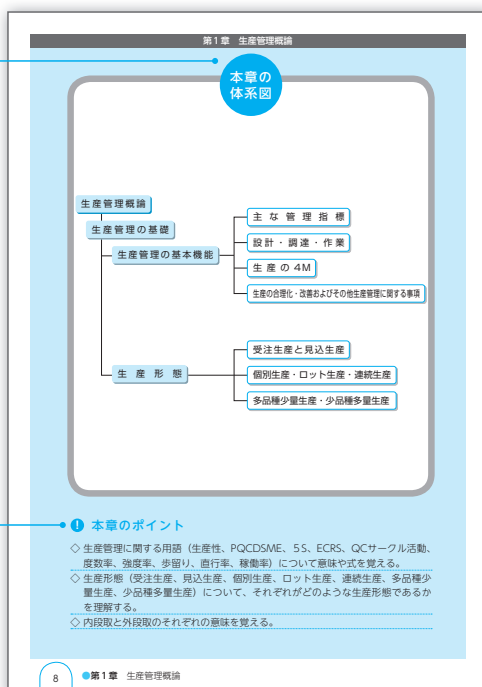 第1章 生産管理概論
本章の
体系図
生産管理概論
生産管理の基礎
生産管理の基本機能
主な管理指標
設計・調達・作業
生産の4M
生産の合理化・改善およびその他生産管理に関する事項
生産形態
受注生産と見込生産
個別生産・ロット生産・連続生産
多品種少量生産・少品種多量生産
! 本章のポイント
◇ 生産管理に関する用語（生産性、PQCDSME、5S、ECRS、QCサークル活動、
度数率、強度率、歩留り、直行率、稼働率）について意味や式を覚える。
◇ 生産形態（受注生産、見込生産、個別生産、ロット生産、連続生産、多品種少
量生産、少品種多量生産）について、それぞれがどのような生産形態であるか
を理解する。
◇ 内段取と外段取のそれぞれの意味を覚える。
8 ●第1章 生産管理概論